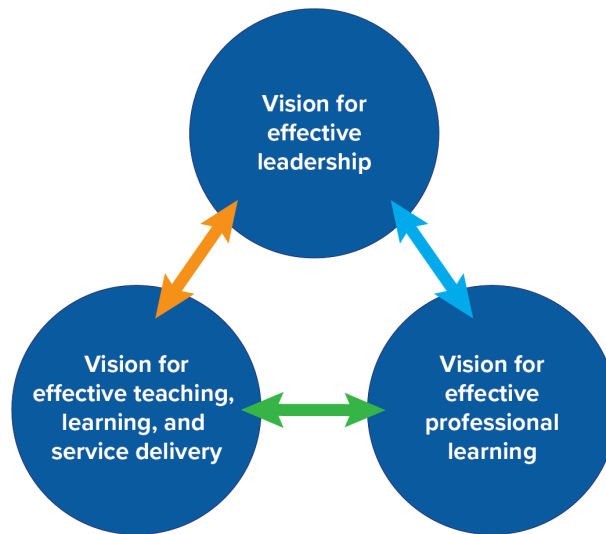 Vision for
effective
leadership
Vision for
effective teaching,
learning, and
service delivery
Vision for
effective
professional
learning